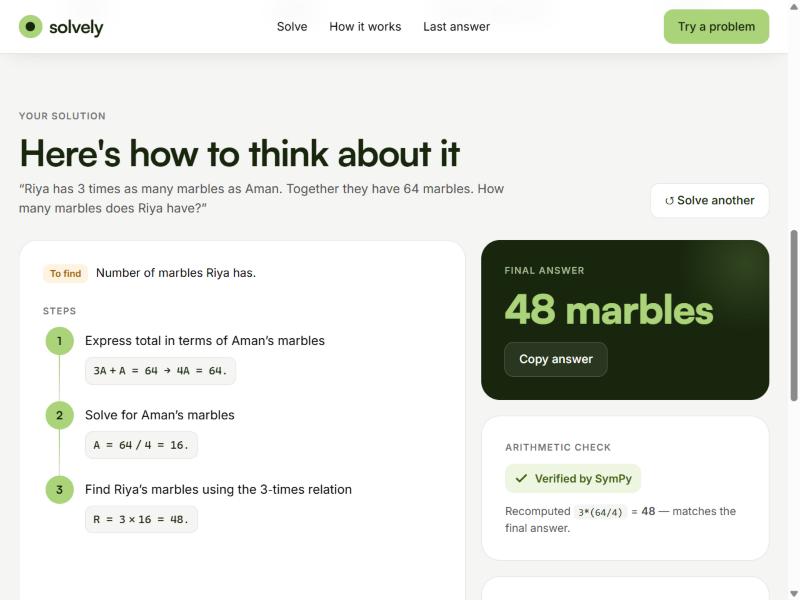 solvely
Solve
How it works
Last answer
Try a problem
YOUR SOLUTION
Here's how to think about it
“Riya has 3 times as many marbles as Aman. Together they have 64 marbles. How
many marbles does Riya have?”
↺ Solve another
To find Number of marbles Riya has.
STEPS
1 Express total in terms of Aman’s marbles
3A + A = 64 → 4A = 64.
2 Solve for Aman’s marbles
A = 64 / 4 = 16.
3 Find Riya’s marbles using the 3-times relation
R = 3 × 16 = 48.
FINAL ANSWER
48 marbles
Copy answer
ARITHMETIC CHECK
Verified by SymPy
Recomputed 3*(64/4) = 48 — matches the
final answer.